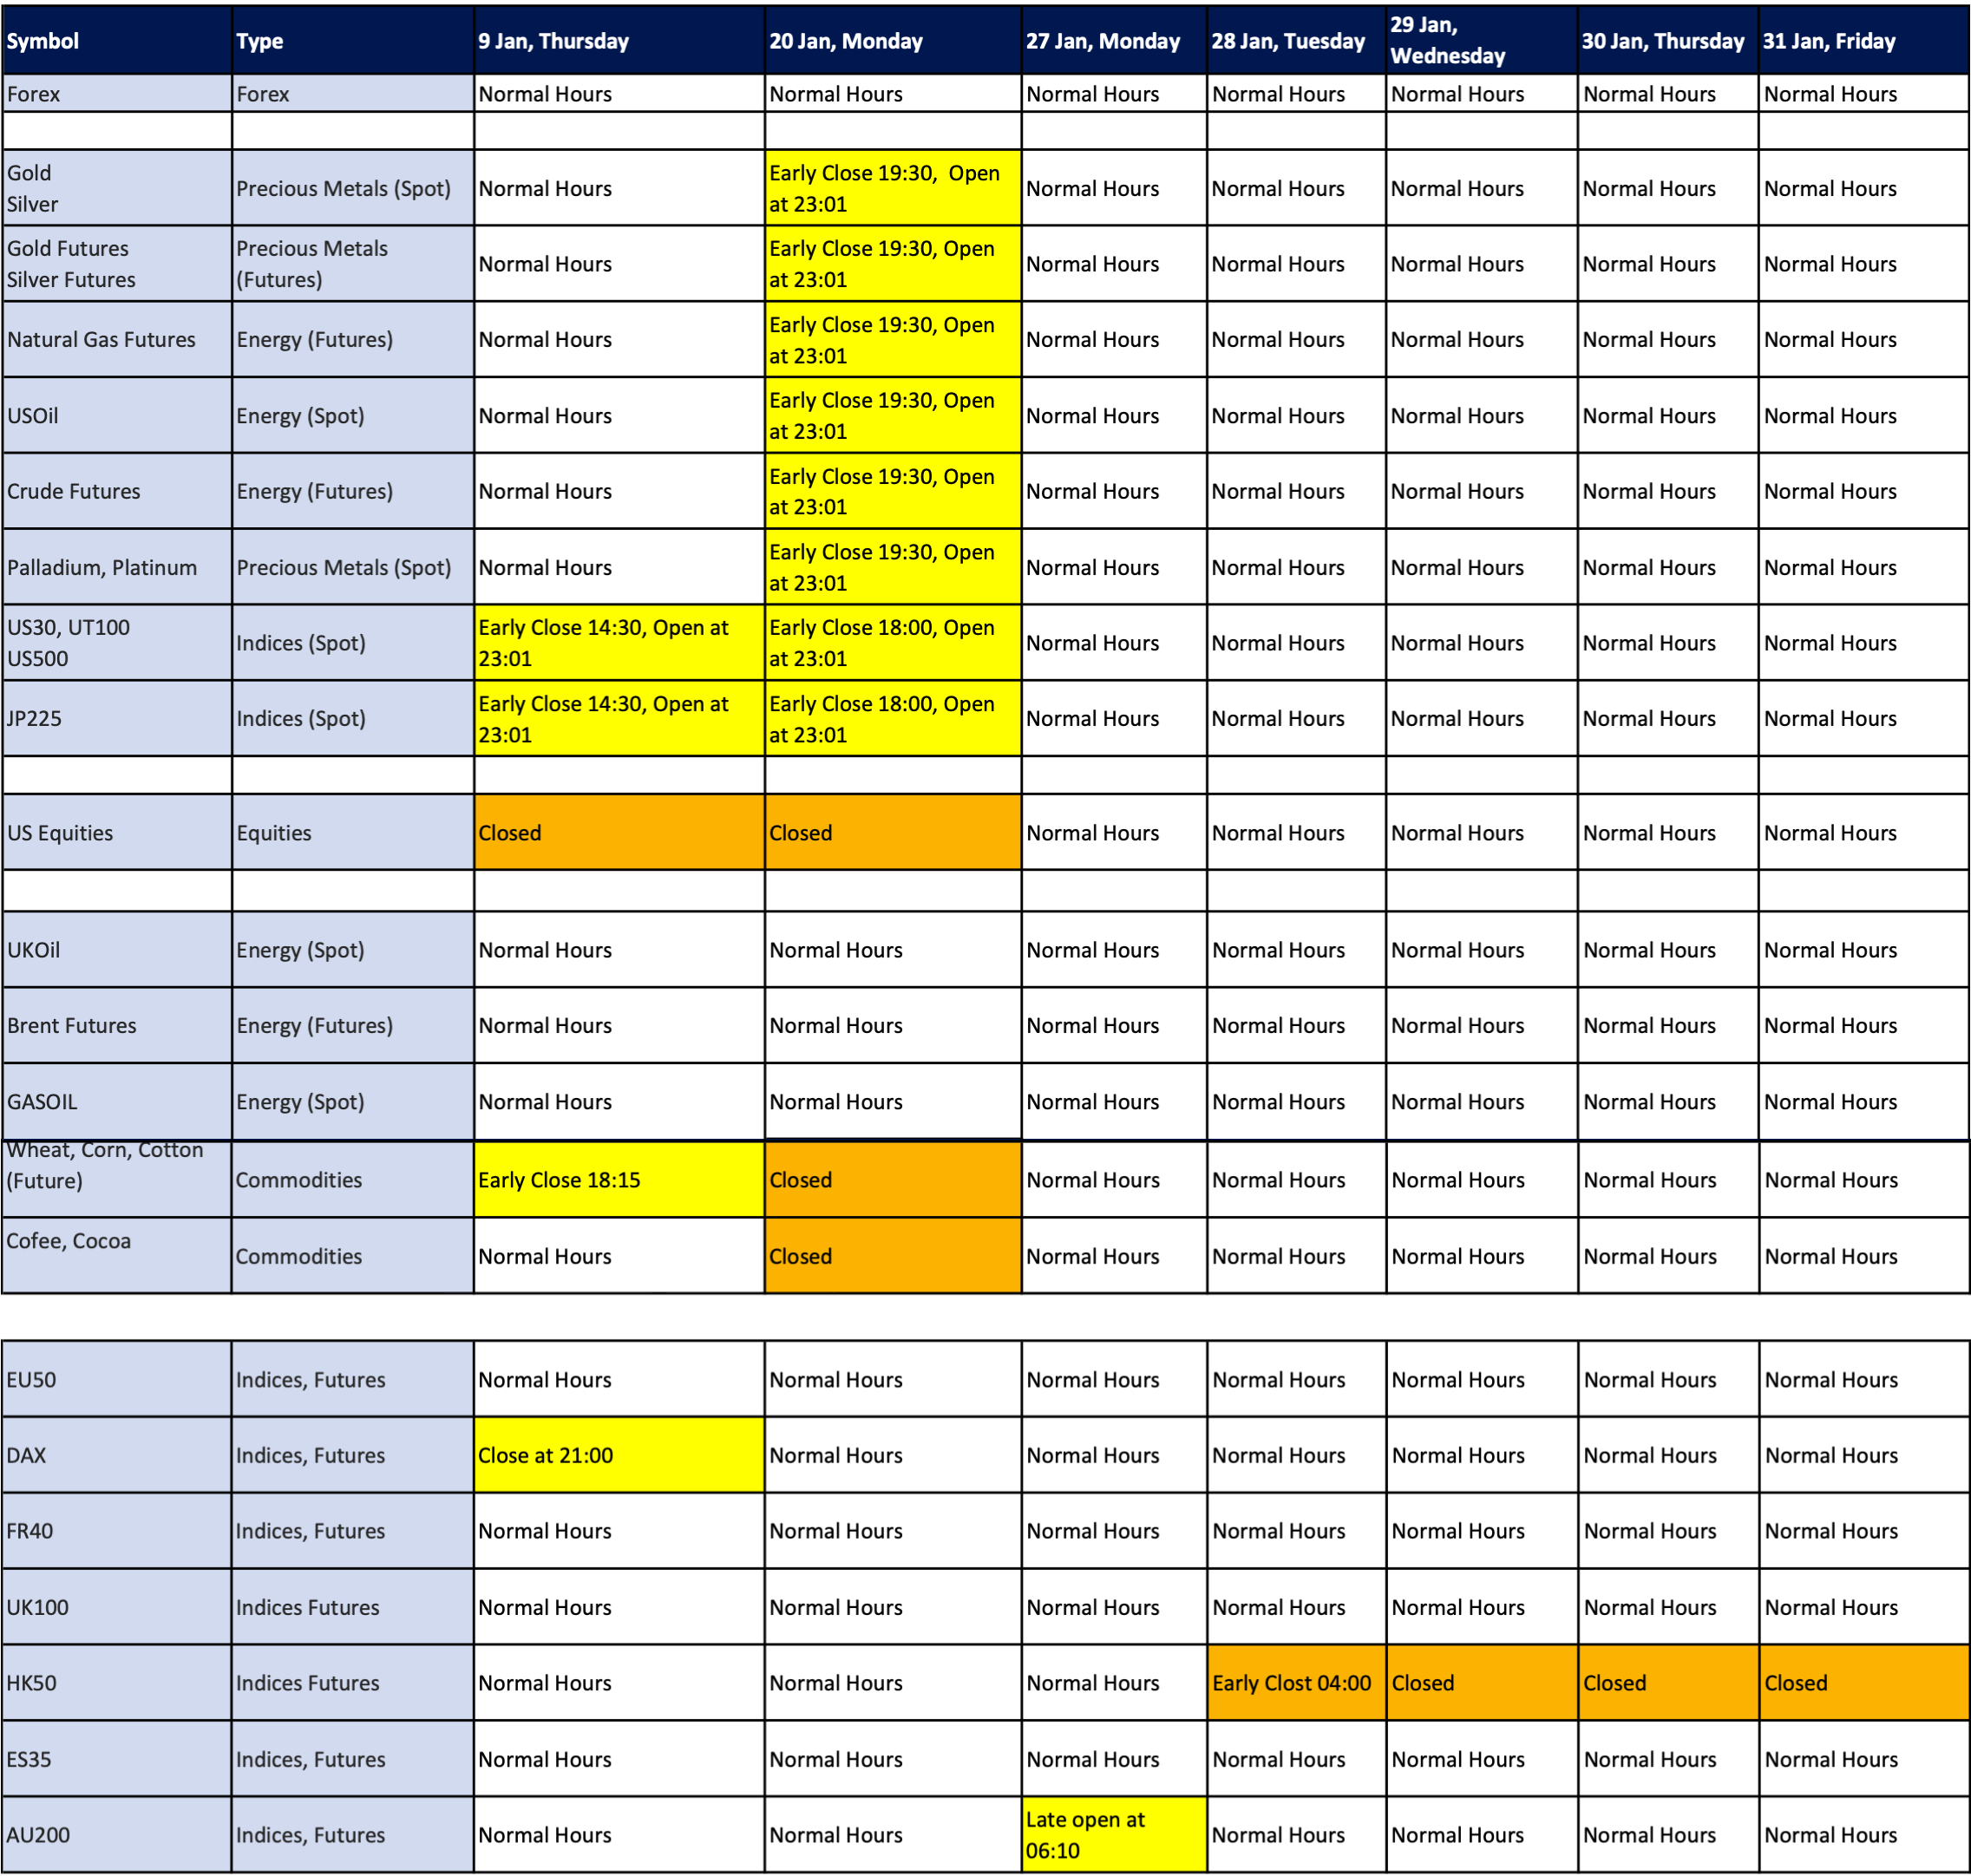 Symbol Type 9 Jan, Thursday 20 Jan, Monday 27 Jan, Monday 28 Jan, Tuesday 29 Jan, Wednesday 30 Jan, Thursday 31 Jan, Friday
Forex Forex Normal Hours Normal Hours Normal Hours Normal Hours Normal Hours Normal Hours Normal Hours
Gold Silver Precious Metals (Spot) Normal Hours Early Close 19:30, Open at 23:01 Normal Hours Normal Hours Normal Hours Normal Hours Normal Hours
Gold Futures Silver Futures Precious Metals (Futures) Normal Hours Early Close 19:30, Open at 23:01 Normal Hours Normal Hours Normal Hours Normal Hours Normal Hours
Natural Gas Futures Energy (Futures) Normal Hours Early Close 19:30, Open at 23:01 Normal Hours Normal Hours Normal Hours Normal Hours Normal Hours
USOil Energy (Spot) Normal Hours Early Close 19:30, Open at 23:01 Normal Hours Normal Hours Normal Hours Normal Hours Normal Hours
Crude Futures Energy (Futures) Normal Hours Early Close 19:30, Open at 23:01 Normal Hours Normal Hours Normal Hours Normal Hours Normal Hours
Palladium, Platinum Precious Metals (Spot) Normal Hours Early Close 19:30, Open at 23:01 Normal Hours Normal Hours Normal Hours Normal Hours Normal Hours
US30, UT100 US500 Indices (Spot) Early Close 14:30, Open at 23:01 Early Close 18:00, Open at 23:01 Normal Hours Normal Hours Normal Hours Normal Hours Normal Hours
JP225 Indices (Spot) Early Close 14:30, Open at 23:01 Early Close 18:00, Open at 23:01 Normal Hours Normal Hours Normal Hours Normal Hours Normal Hours
US Equities Equities Closed Closed Normal Hours Normal Hours Normal Hours Normal Hours Normal Hours
UKOil Energy (Spot) Normal Hours Normal Hours Normal Hours Normal Hours Normal Hours Normal Hours Normal Hours
Brent Futures Energy (Futures) Normal Hours Normal Hours Normal Hours Normal Hours Normal Hours Normal Hours Normal Hours
GASOIL Energy (Spot) Normal Hours Normal Hours Normal Hours Normal Hours Normal Hours Normal Hours Normal Hours
Wheat, Corn, Cotton (Future) Commodities Early Close 18:15 Closed Normal Hours Normal Hours Normal Hours Normal Hours Normal Hours
Cofee, Cocoa Commodities Normal Hours Closed Normal Hours Normal Hours Normal Hours Normal Hours Normal Hours
EU50 Indices, Futures Normal Hours Normal Hours Normal Hours Normal Hours Normal Hours Normal Hours Normal Hours
DAX Indices, Futures Close at 21:00 Normal Hours Normal Hours Normal Hours Normal Hours Normal Hours Normal Hours
FR40 Indices, Futures Normal Hours Normal Hours Normal Hours Normal Hours Normal Hours Normal Hours Normal Hours
UK100 Indices Futures Normal Hours Normal Hours Normal Hours Normal Hours Normal Hours Normal Hours Normal Hours
HK50 Indices Futures Normal Hours Normal Hours Normal Hours Early Clost 04:00 Closed Closed Closed
ES35 Indices, Futures Normal Hours Normal Hours Normal Hours Normal Hours Normal Hours Normal Hours Normal Hours
AU200 Indices, Futures Normal Hours Normal Hours Late open at 06:10 Normal Hours Normal Hours Normal Hours Normal Hours